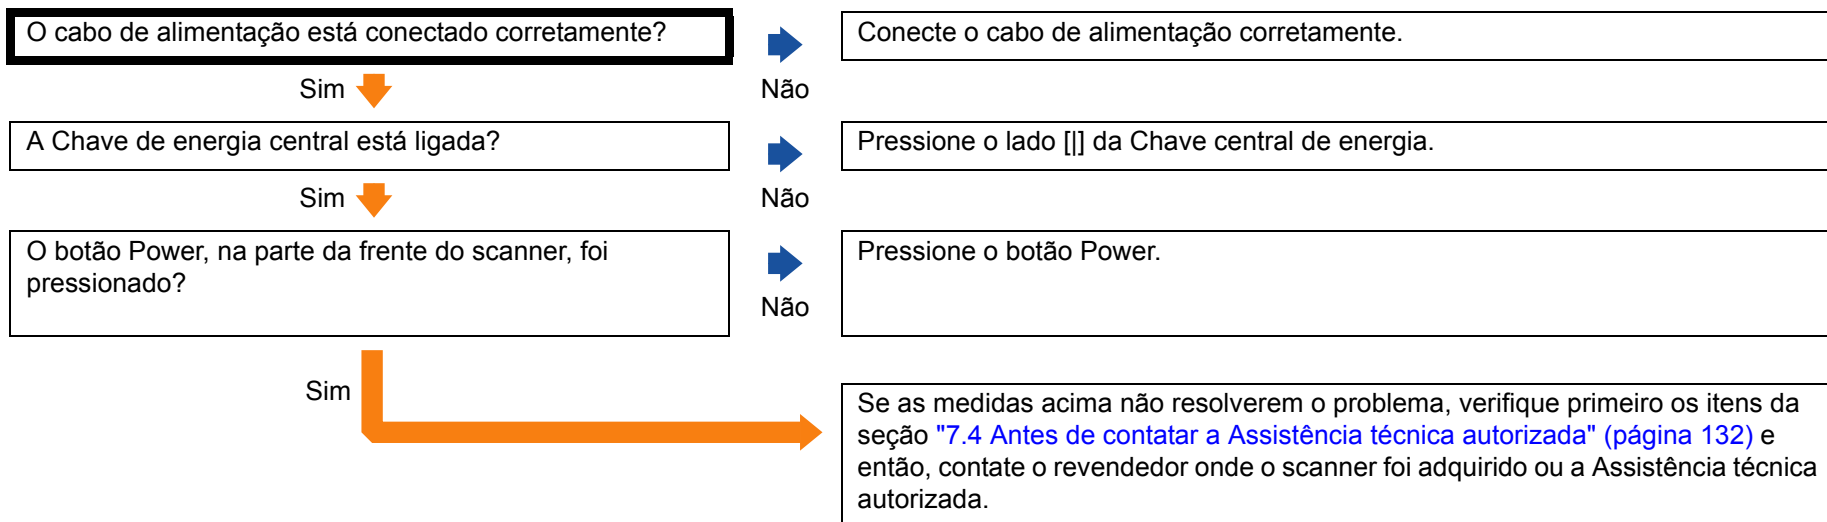 O cabo de alimentação está conectado corretamente?
Conecte o cabo de alimentação corretamente.
Sim
Não
A Chave de energia central está ligada?
Pressione o lado [|] da Chave central de energia.
Sim
Não
O botão Power, na parte da frente do scanner, foi
pressionado?
Pressione o botão Power.
Não
Sim
Se as medidas acima não resolverem o problema, verifique primeiro os itens da
seção "7.4 Antes de contatar a Assistência técnica autorizada" (página 132) e
então, contate o revendedor onde o scanner foi adquirido ou a Assistência técnica
autorizada.